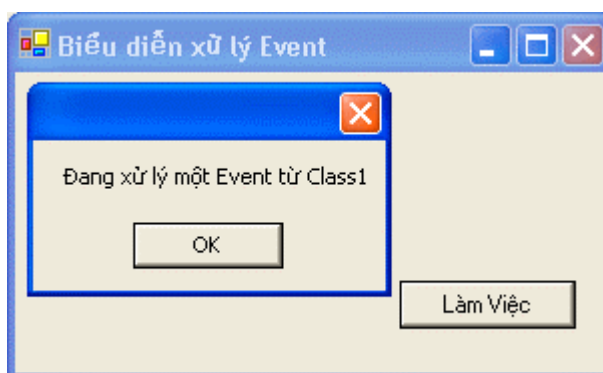 Biểu diễn xử lý Event
Đang xử lý một Event từ Class1
OK
Làm Việc